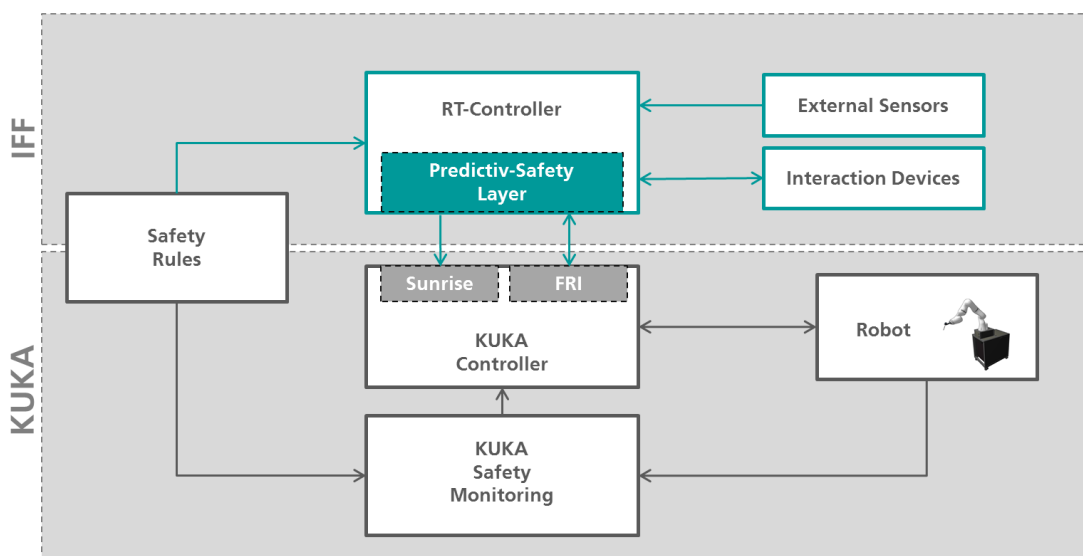 IFF
RT-Controller
External Sensors
Predictiv-Safety
Layer
Interaction Devices
Safety
Rules
KUKA
Sunrise
FRI
KUKA
Controller
Robot
KUKA
Safety
Monitoring